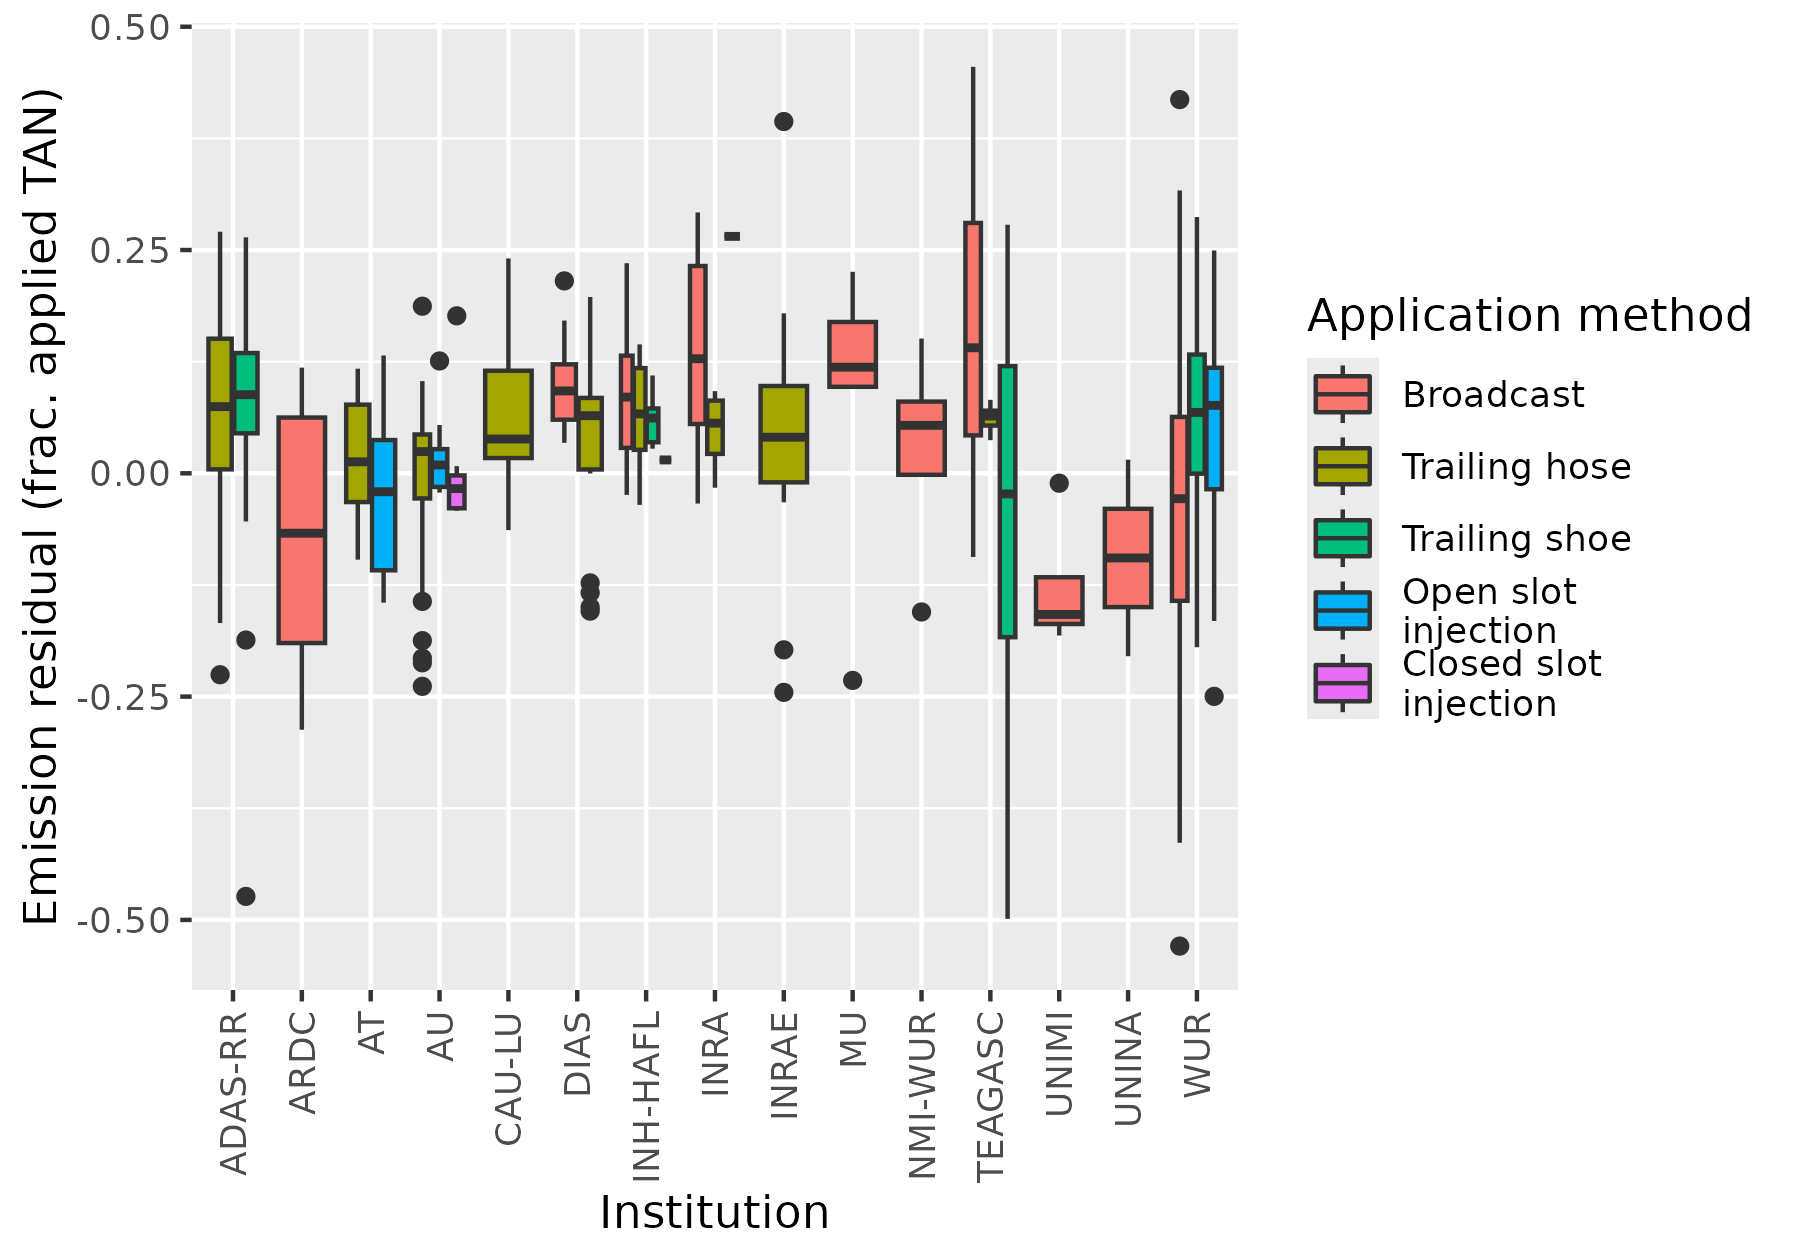 Emission residual (frac. applied TAN)
0.50
0.25
0.00
-0.25
-0.50
ADAS-RR
ARDC
AT
AU
CAU-LU
DIAS
INH-HAFL
INRA
INRAE
MU
NMI-WUR
TEAGASC
UNIMI
UNINA
WUR
Institution
Application method
Broadcast
Trailing hose
Trailing shoe
Open slot
injection
Closed slot
injection